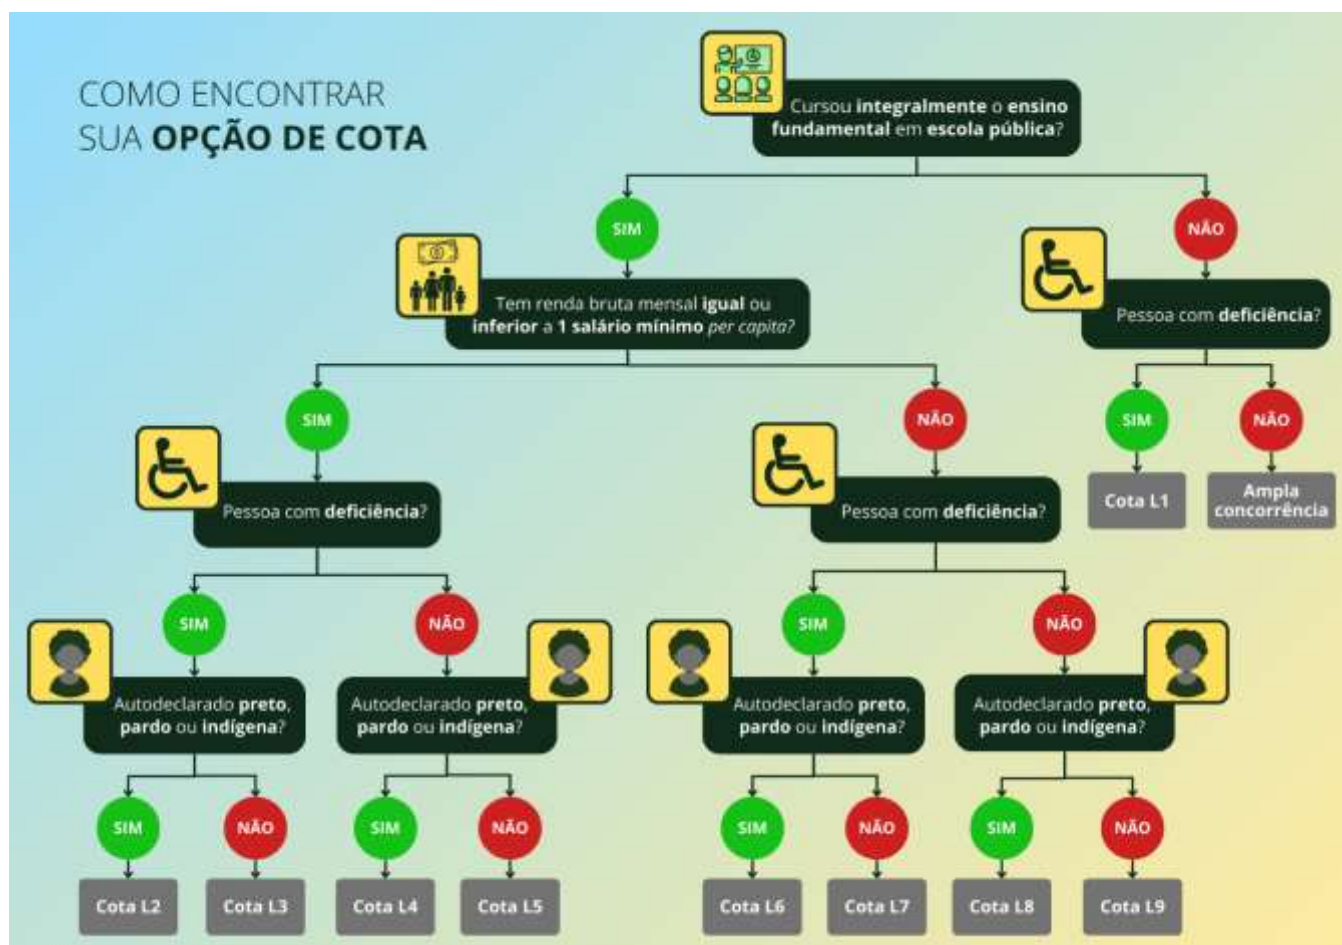 COMO ENCONTRAR
SUA OPÇÃO DE COTA
Cursou integralmente o ensino
fundamental em escola pública?
SIM
NÃO
Tem renda bruta mensal igual ou
inferior a 1 salário mínimo per capita?
Pessoa com deficiência?
SIM
NÃO
SIM
NÃO
Pessoa com deficiência?
Pessoa com deficiência?
Cota L1
Ampla
concorrência
SIM
NÃO
SIM
NÃO
Autodeclarado preto,
pardo ou indígena?
Autodeclarado preto,
pardo ou indígena?
Autodeclarado preto,
pardo ou indígena?
Autodeclarado preto,
pardo ou indígena?
SIM
NÃO
SIM
NÃO
SIM
NÃO
SIM
NÃO
Cota L2
Cota L3
Cota L4
Cota L5
Cota L6
Cota L7
Cota L8
Cota L9